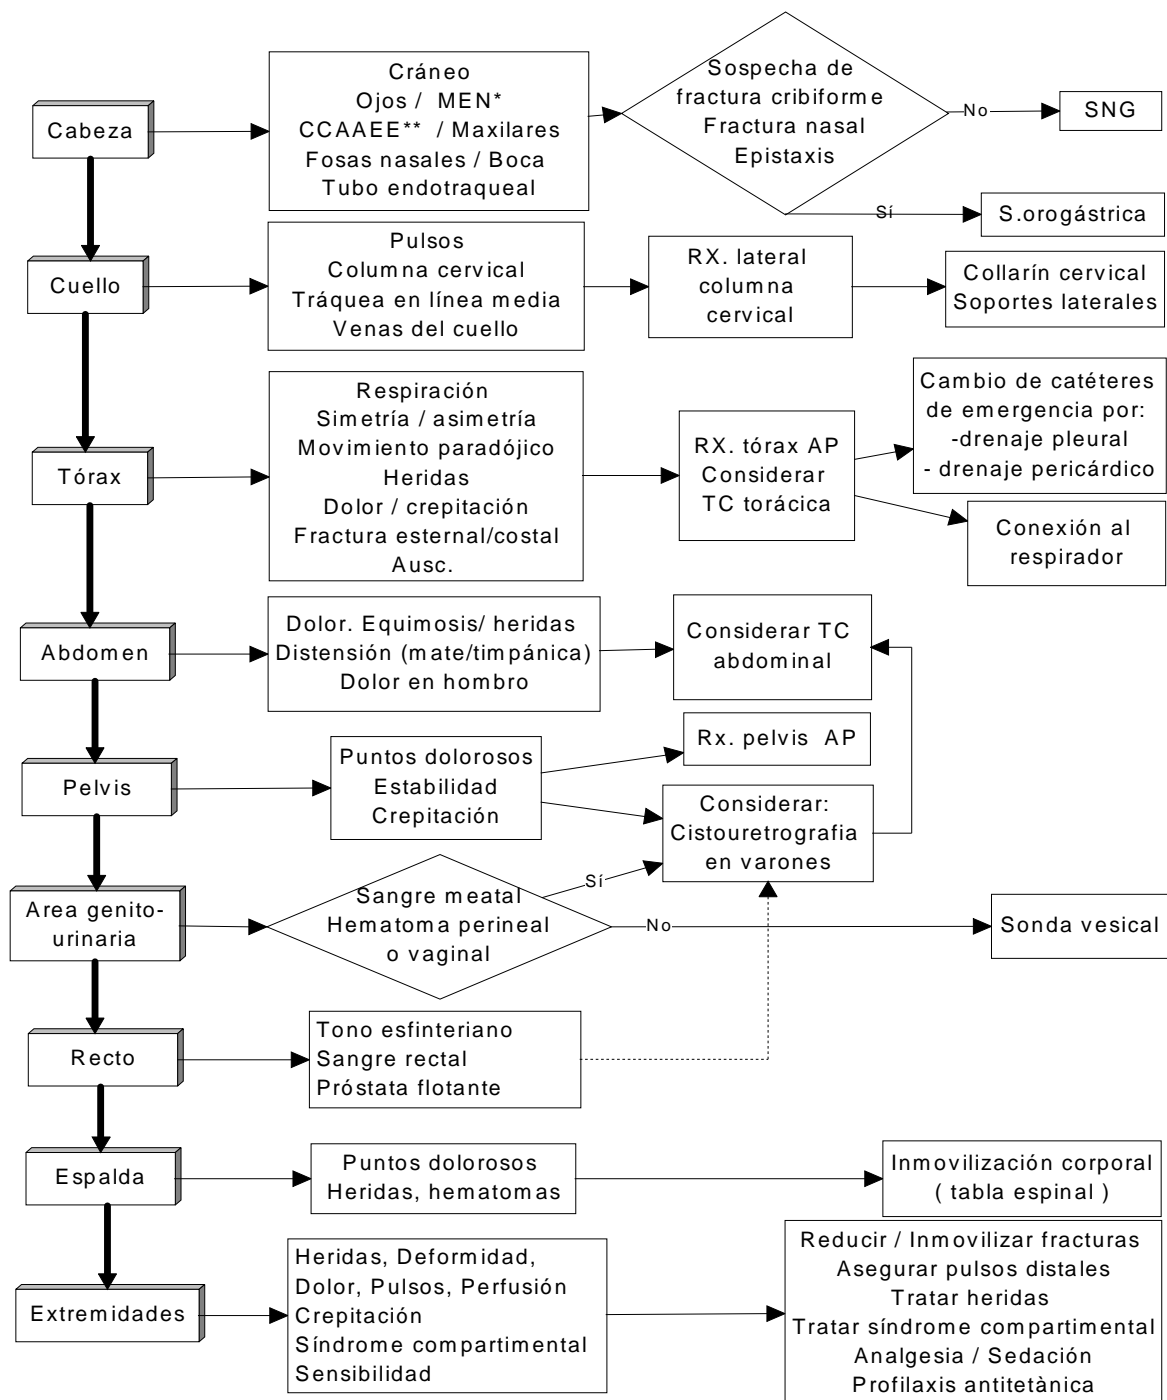 Cabeza
Cráneo
Ojos / MEN*
CCAAEE** / Maxilares
Fosas nasales / Boca
Tubo endotraqueal
Sospecha de
fractura cribiforme
Fractura nasal
Epistaxis
No
SNG
Sí
S.orogástrica
Cuello
Pulsos
Columna cervical
Tráquea en línea media
Venas del cuello
RX. lateral
columna
cervical
Collarín cervical
Soportes laterales
Tórax
Respiración
Simetría / asimetría
Movimiento paradójico
Heridas
Dolor / crepitación
Fractura esternal/costal
Ausc.
RX. tórax AP
Considerar
TC torácica
Cambio de catéteres
de emergencia por:
-drenaje pleural
- drenaje pericárdico
Conexión al
respirador
Abdomen
Dolor. Equimosis/ heridas
Distensión (mate/timpánica)
Dolor en hombro
Considerar TC
abdominal
Pelvis
Puntos dolorosos
Estabilidad
Crepitación
Rx. pelvis AP
Considerar:
Cistouretrografia
en varones
Area genito-
urinaria
Sangre meatal
Hematoma perineal
o vaginal
Sí
No
Sonda vesical
Recto
Tono esfinteriano
Sangre rectal
Próstata flotante
Espalda
Puntos dolorosos
Heridas, hematomas
Inmovilización corporal
( tabla espinal )
Extremidades
Heridas, Deformidad,
Dolor, Pulsos, Perfusión
Crepitación
Síndrome compartimental
Sensibilidad
Reducir / Inmovilizar fracturas
Asegurar pulsos distales
Tratar heridas
Tratar síndrome compartimental
Analgesia / Sedación
Profilaxis antitetànica